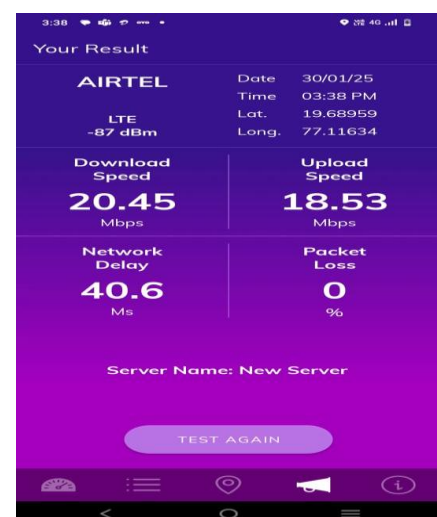 3:38
4G
Your Result
AIRTEL
LTE
-87 dBm
Date 30/01/25
Time 03:38 PM
Lat. 19.68959
Long. 77.11634
Download
Speed
20.45
Mbps
Upload
Speed
18.53
Mbps
Network
Delay
40.6
Ms
Packet
Loss
0
%
Server Name: New Server
TEST AGAIN